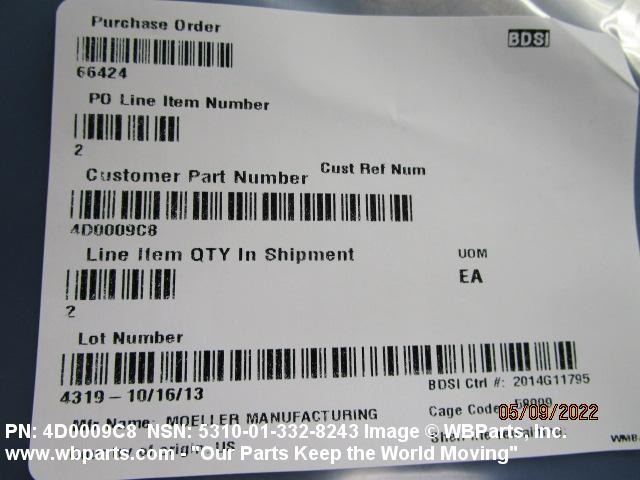 Purchase Order
BDSI
66424
PO Line Item Number
2
Customer Part Number Cust Ref Num
4D0009C8
Line Item QTY In Shipment UOM
EA
2
Lot Number
4319 - 10/16/13
BDSI Ctrl #: 2014G11795
Mfg Name: MOELLER MANUFACTURING
Cage Code:
05/09/2022
PN: 4D0009C8 NSN: 5310-01-332-8243 Image © WBParts, Inc.
US
www.wbparts.com - "Our Parts Keep the World Moving"